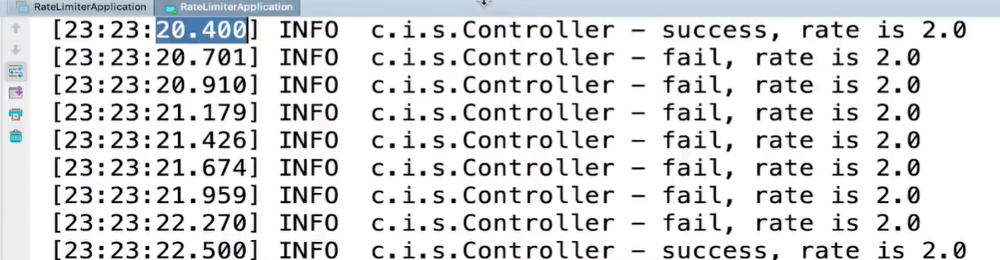 RateLimiterApplication RateLimiterApplication
[23:23:20.400] INFO c.i.s.Controller – success, rate is 2.0
[23:23:20.701] INFO c.i.s.Controller – fail, rate is 2.0
[23:23:20.910] INFO c.i.s.Controller – fail, rate is 2.0
[23:23:21.179] INFO c.i.s.Controller – fail, rate is 2.0
[23:23:21.426] INFO c.i.s.Controller – fail, rate is 2.0
[23:23:21.674] INFO c.i.s.Controller – fail, rate is 2.0
[23:23:21.959] INFO c.i.s.Controller – fail, rate is 2.0
[23:23:22.270] INFO c.i.s.Controller – fail, rate is 2.0
[23:23:22.500] INFO c.i.s.Controller – success, rate is 2.0